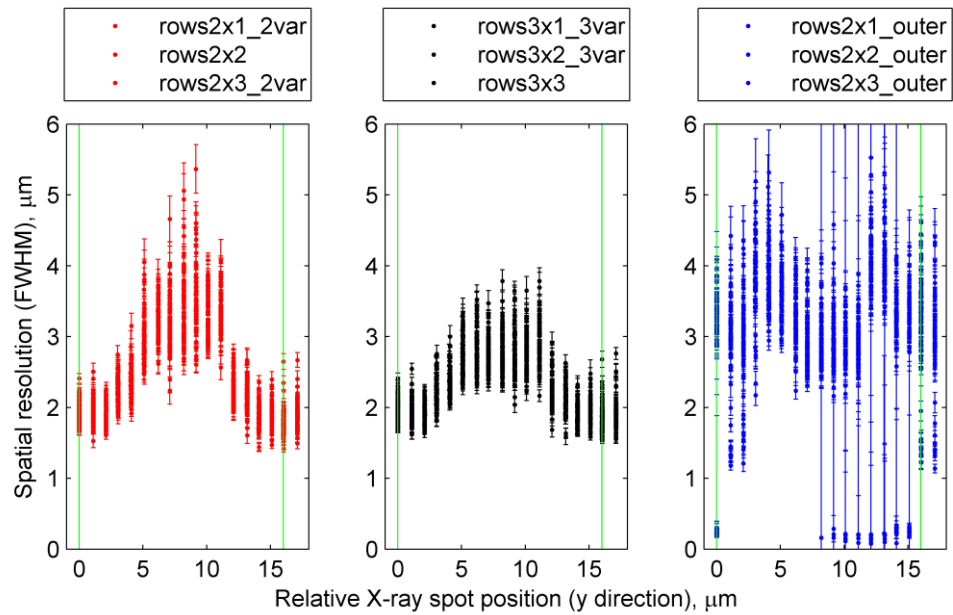 rows2x1_2var
rows2x2
rows2x3_2var
rows3x1_3var
rows3x2_3var
rows3x3
rows2x1_outer
rows2x2_outer
rows2x3_outer
Spatial resolution (FWHM), μm
6
5
4
3
2
1
0
0 5 10 15
6
5
4
3
2
1
0
0 5 10 15
6
5
4
3
2
1
0
0 5 10 15
Relative X-ray spot position (y direction), μm